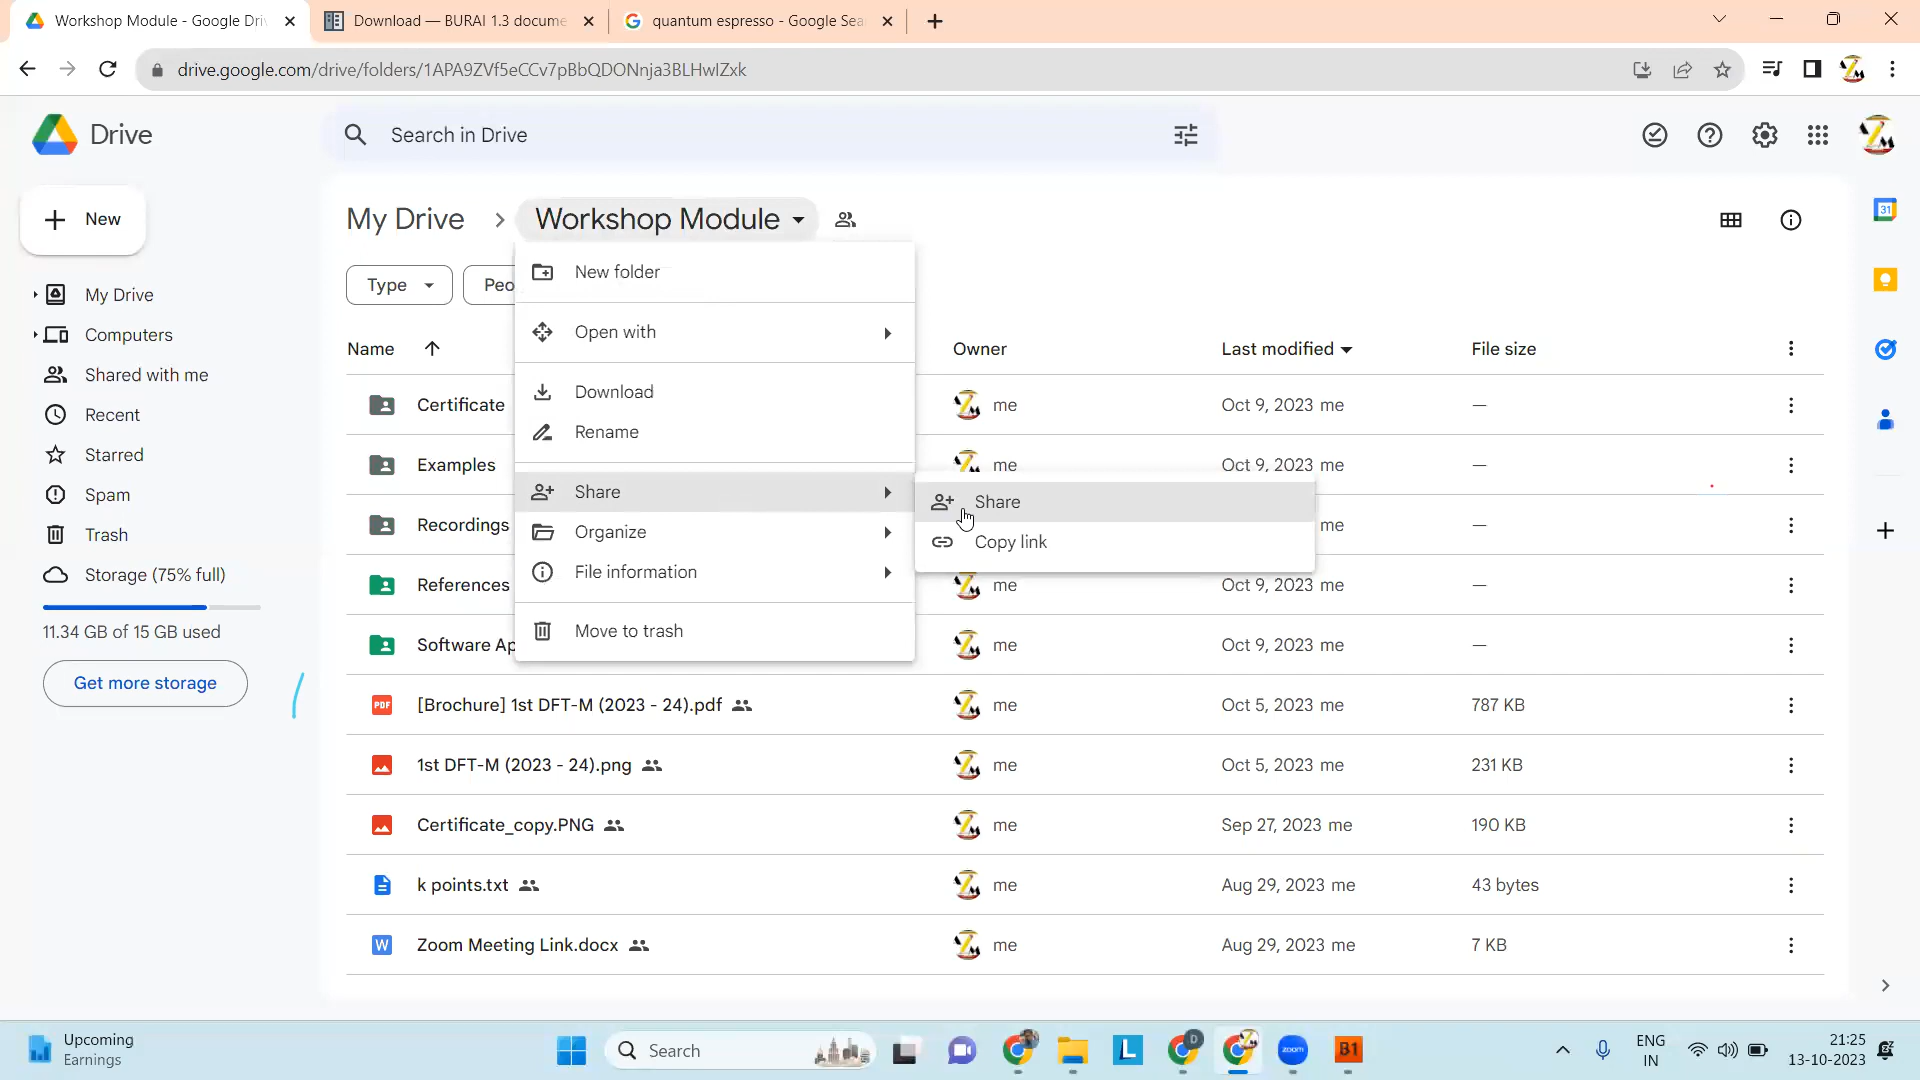 Workshop Module - Google Dri
Download — BURAI 1.3 docume
quantum espresso - Google Sea
drive.google.com/drive/folders/1APA9ZVf5eCCv7pBbQDONnja3BLHwIZxk
Drive
Search in Drive
New
My Drive
Workshop Module
31
Type
Peo
New folder
My Drive
Computers
Shared with me
Recent
Starred
Spam
Trash
Storage (75% full)
11.34 GB of 15 GB used
Get more storage
Open with
Download
Rename
Share
Organize
File information
Move to trash
Share
Copy link
Name
Owner
Last modified
File size
Certificate
me
Oct 9, 2023 me
—
Examples
me
Oct 9, 2023 me
—
Recordings
me
—
References
me
Oct 9, 2023 me
—
Software Ap
me
Oct 9, 2023 me
—
PDF
[Brochure] 1st DFT-M (2023 - 24).pdf
me
Oct 5, 2023 me
787 KB
1st DFT-M (2023 - 24).png
me
Oct 5, 2023 me
231 KB
Certificate_copy.PNG
me
Sep 27, 2023 me
190 KB
k points.txt
me
Aug 29, 2023 me
43 bytes
W
Zoom Meeting Link.docx
me
Aug 29, 2023 me
7 KB
Upcoming
Earnings
Search
L
D
zoom
B1
ENG
IN
21:25
13-10-2023